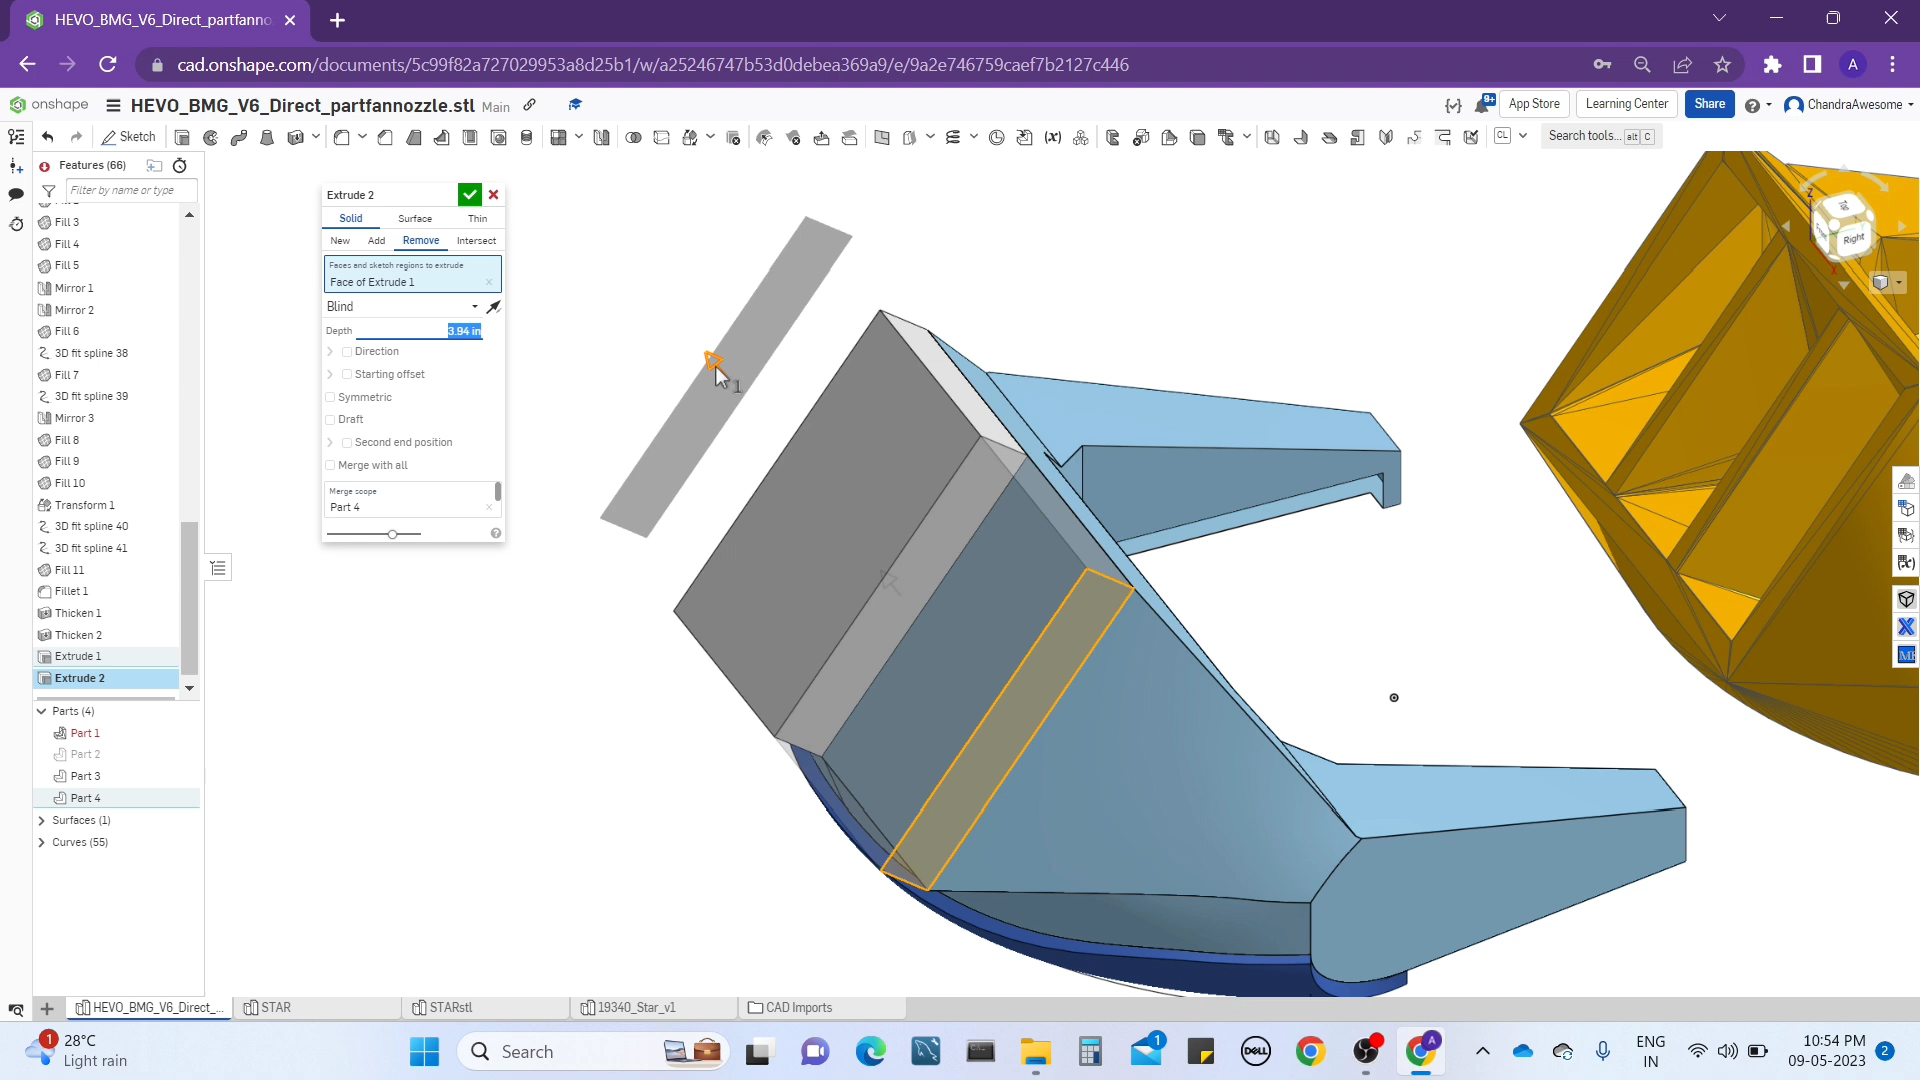 HEVO_BMG_V6_Direct_partfanno
cad.onshape.com/documents/5c99f82a727029953a8d25b1/w/a25246747b53d0debea369a9/e/9a2e746759caef7b2127c446
A
onshape
HEVO_BMG_V6_Direct_partfannozzle.stl Main
9+
App Store
Learning Center
Share
ChandraAwesome
Sketch
CL
Search tools... alt C
Features (66)
Filter by name or type
Fill 3
Fill 4
Fill 5
Mirror 1
Mirror 2
Fill 6
3D fit spline 38
Fill 7
3D fit spline 39
Mirror 3
Fill 8
Fill 9
Fill 10
Transform 1
3D fit spline 40
3D fit spline 41
Fill 11
Fillet 1
Thicken 1
Thicken 2
Extrude 1
Extrude 2
Parts (4)
Part 1
Part 2
Part 3
Part 4
Surfaces (1)
Curves (55)
Extrude 2
Solid Surface Thin
New Add Remove Intersect
Faces and sketch regions to extrude
Face of Extrude 1
Blind
Depth 3.94 in
Direction
Starting offset
Symmetric
Draft
Second end position
Merge with all
Merge scope
Part 4
1
Z
Right
X
HEVO_BMG_V6_Direct_...
STAR
STARstl
19340_Star_v1
CAD Imports
1
28°C
Light rain
Search
DELL
1
A
ENG
IN
10:54 PM
09-05-2023
2